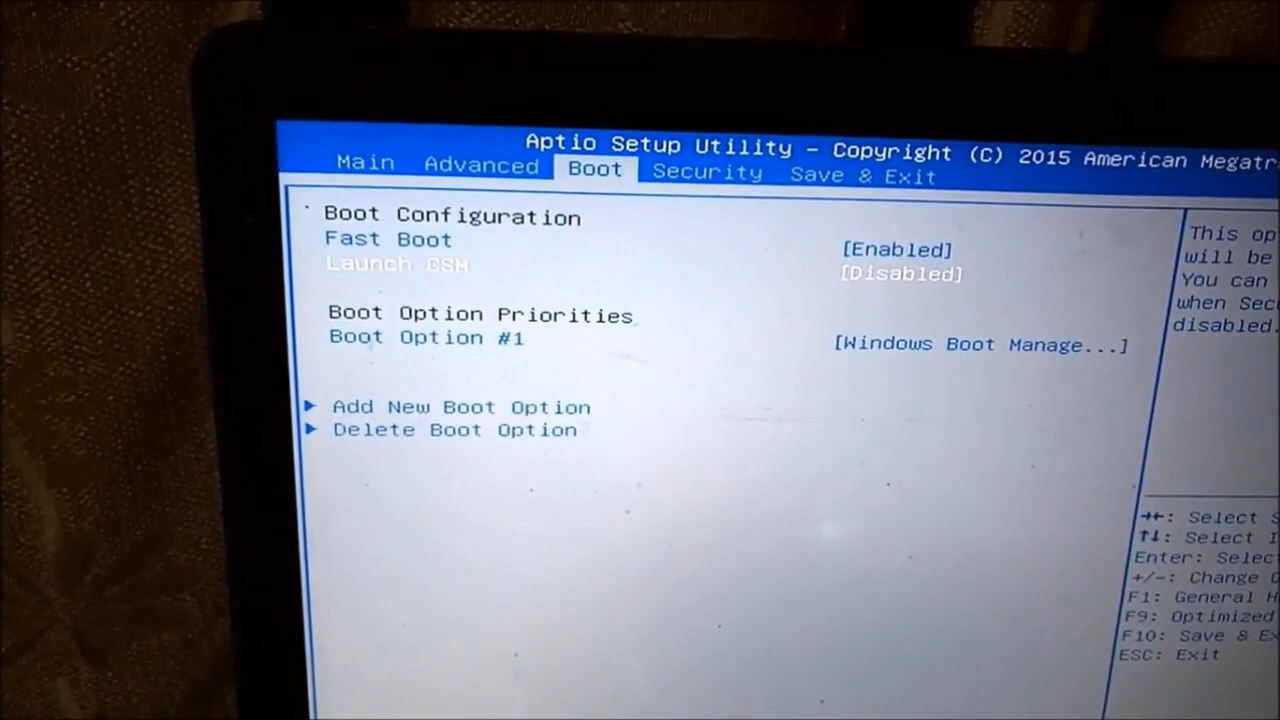 Aptio Setup Utility - Copyright (C) 2015 American
Main Advanced Boot Security Save & Exit
Boot Configuration
Fast Boot [Enabled]
Launch CSM [Disabled]
Boot Option Priorities
Boot Option #1 [Windows Boot Manage...]
Add New Boot Option
Delete Boot Option
This
will be
You can
when
disabled.
→←: Select
↑↓: Select
Enter:
+/-: Change
F1: General
F9: Optimized
F10: Save &
ESC: Exit